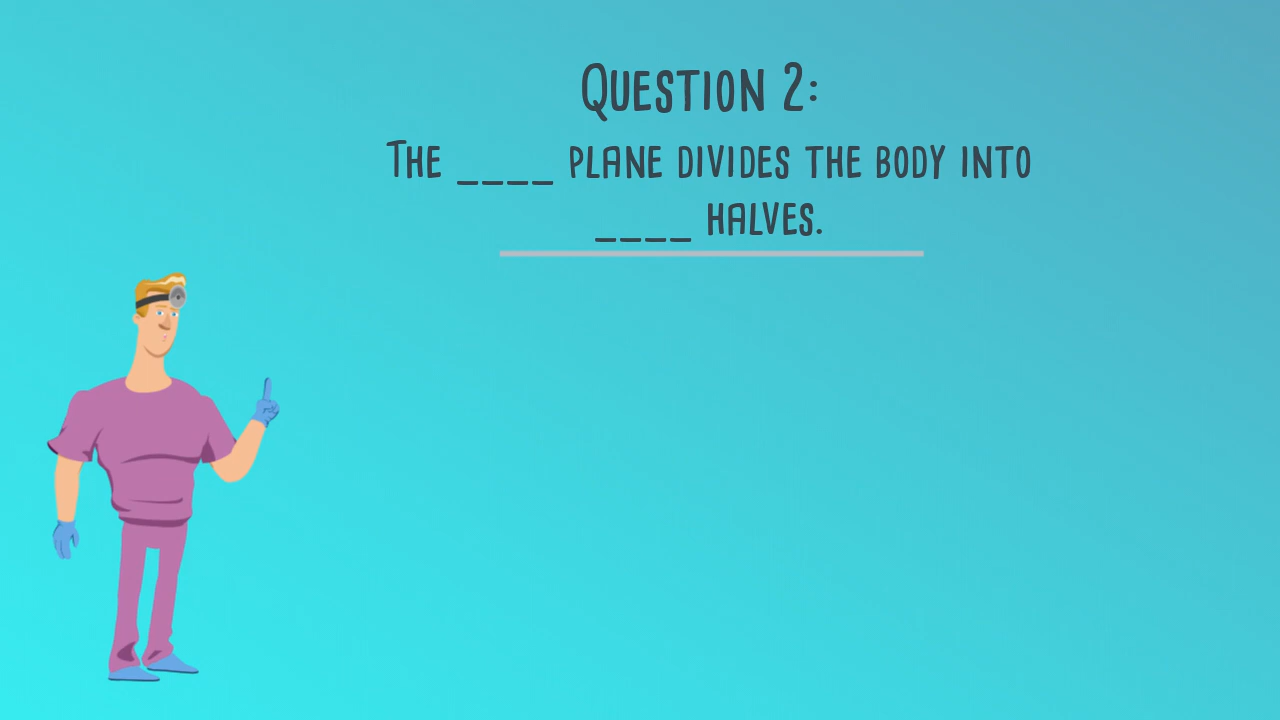 Question 2:
The ____ plane divides the body into
____ halves.